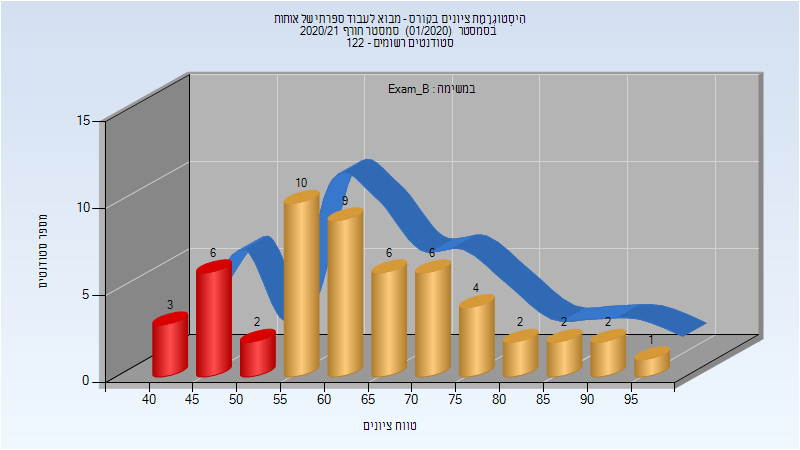 היסטוגרמת ציונים בקורס - מבוא לעבוד ספרתי של אותות
בסמסטר (01/2020) סמסטר חורף 2020/21
סטודנטים רשומים - 122
במשימה : Exam_B
15
10
5
0
מספר סטודנטים
3
6
2
10
9
6
6
4
2
2
2
1
40 45 50 55 60 65 70 75 80 85 90 95
טווח ציונים